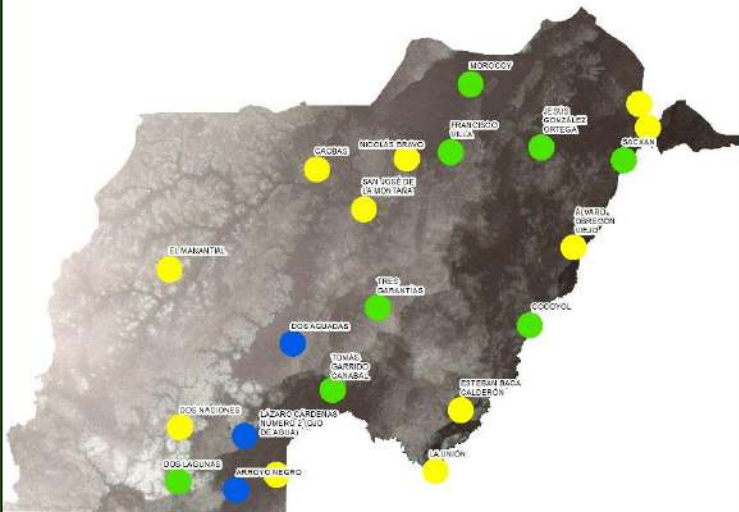 MOROCOY
FRANCISCO
VILLA
JESÚS
GONZÁLEZ
ORTEGA
NICOLÁS BRAVO
CAOBAS
SACXÁN
SAN JOSÉ DE
LA MONTAÑA
ÁLVARO
OBREGÓN
VIEJO
EL MANANTIAL
TRES
GARANTÍAS
COCOYOL
DOS AGUADAS
TOMÁS
GARRIDO
CANABAL
ESTEBAN BACA
CALDERÓN
DOS NACIONES
LÁZARO CÁRDENAS
NÚMERO 2 (OJO
DE AGUA)
LA UNIÓN
DOS LAGUNAS
ARROYO NEGRO